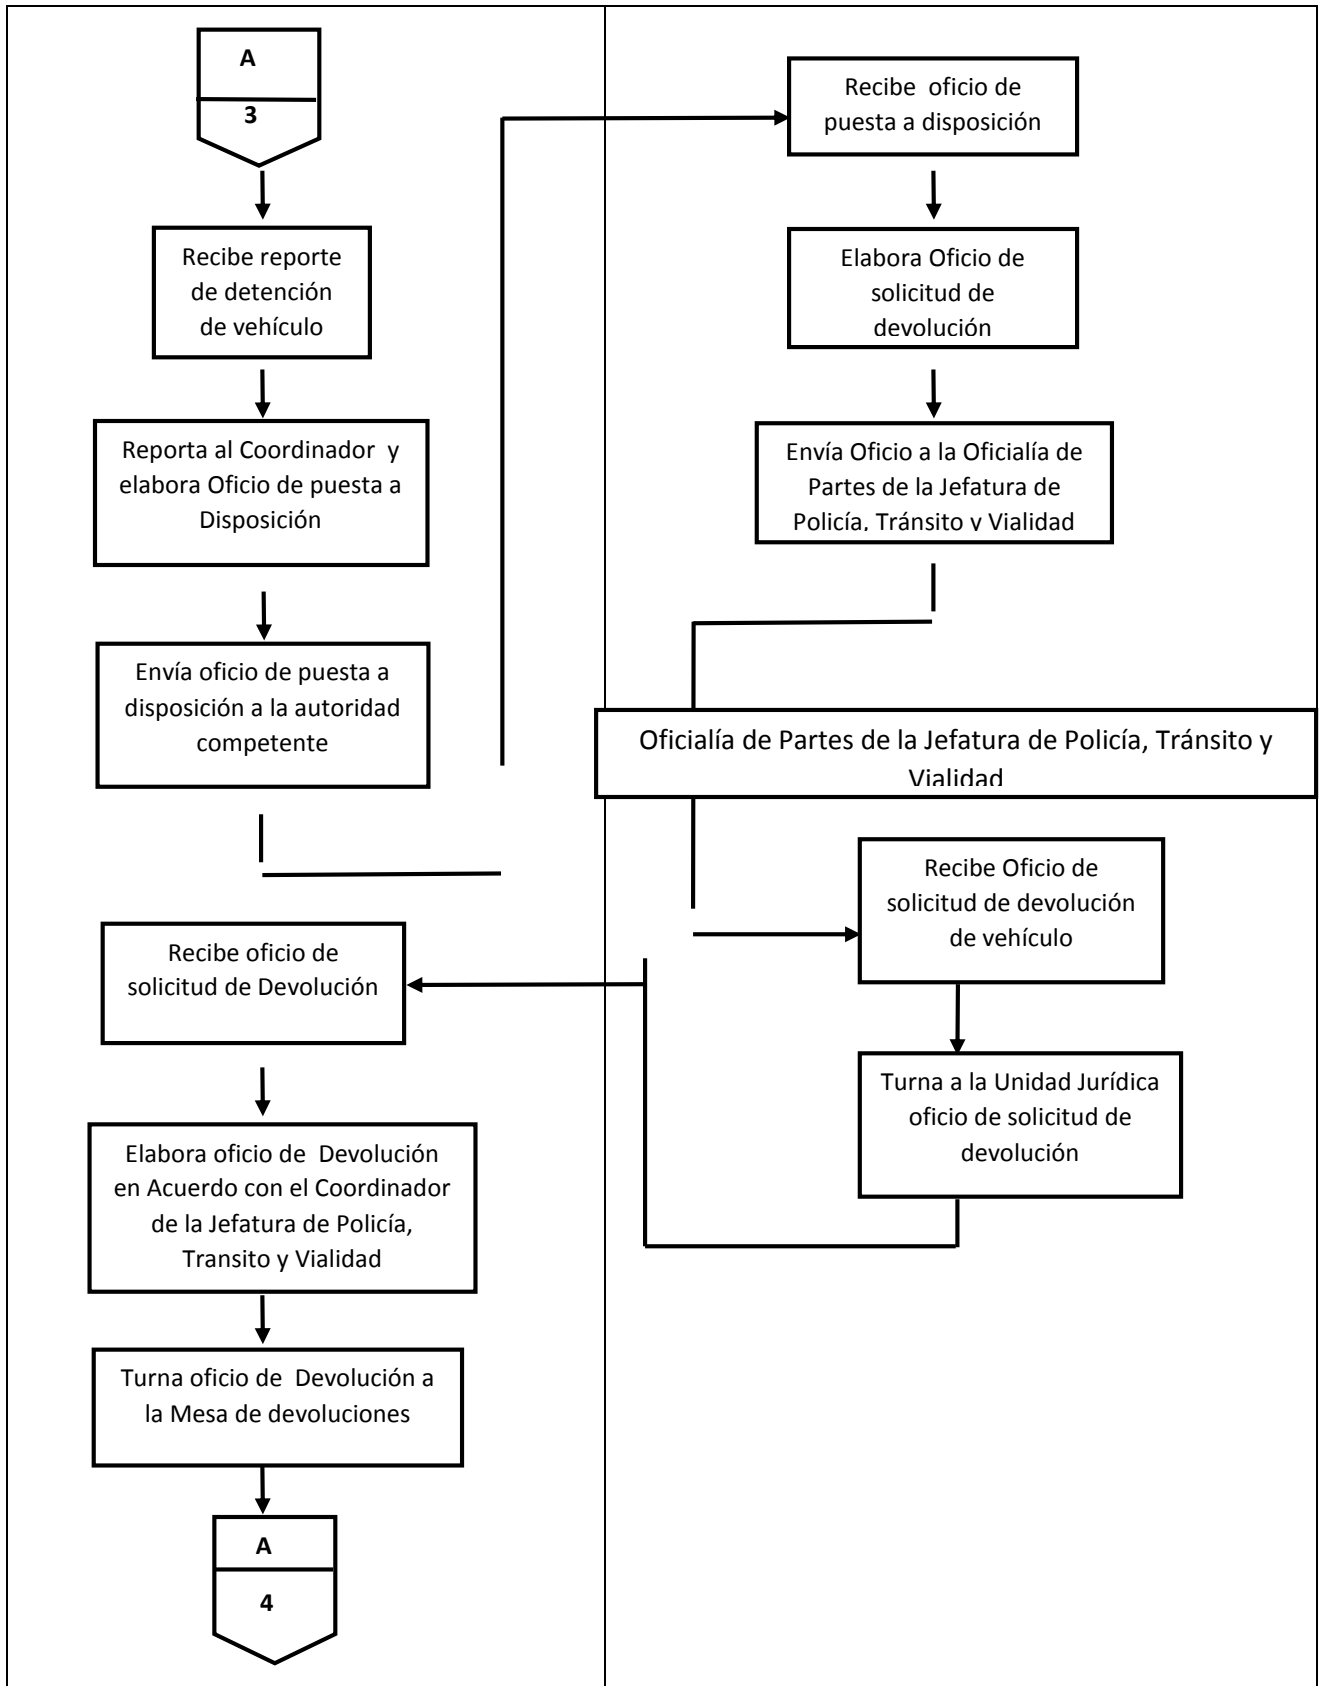 A
3
Recibe reporte
de detención
de vehículo
Reporta al Coordinador y
elabora Oficio de puesta a
Disposición
Envía oficio de puesta a
disposición a la autoridad
competente
Recibe oficio de
puesta a disposición
Elabora Oficio de
solicitud de
devolución
Envía Oficio a la Oficialía de
Partes de la Jefatura de
Policía, Tránsito y Vialidad
Oficialía de Partes de la Jefatura de Policía, Tránsito y
Vialidad
Recibe Oficio de
solicitud de devolución
de vehículo
Turna a la Unidad Jurídica
oficio de solicitud de
devolución
Recibe oficio de
solicitud de Devolución
Elabora oficio de Devolución
en Acuerdo con el Coordinador
de la Jefatura de Policía,
Transito y Vialidad
Turna oficio de Devolución a
la Mesa de devoluciones
A
4